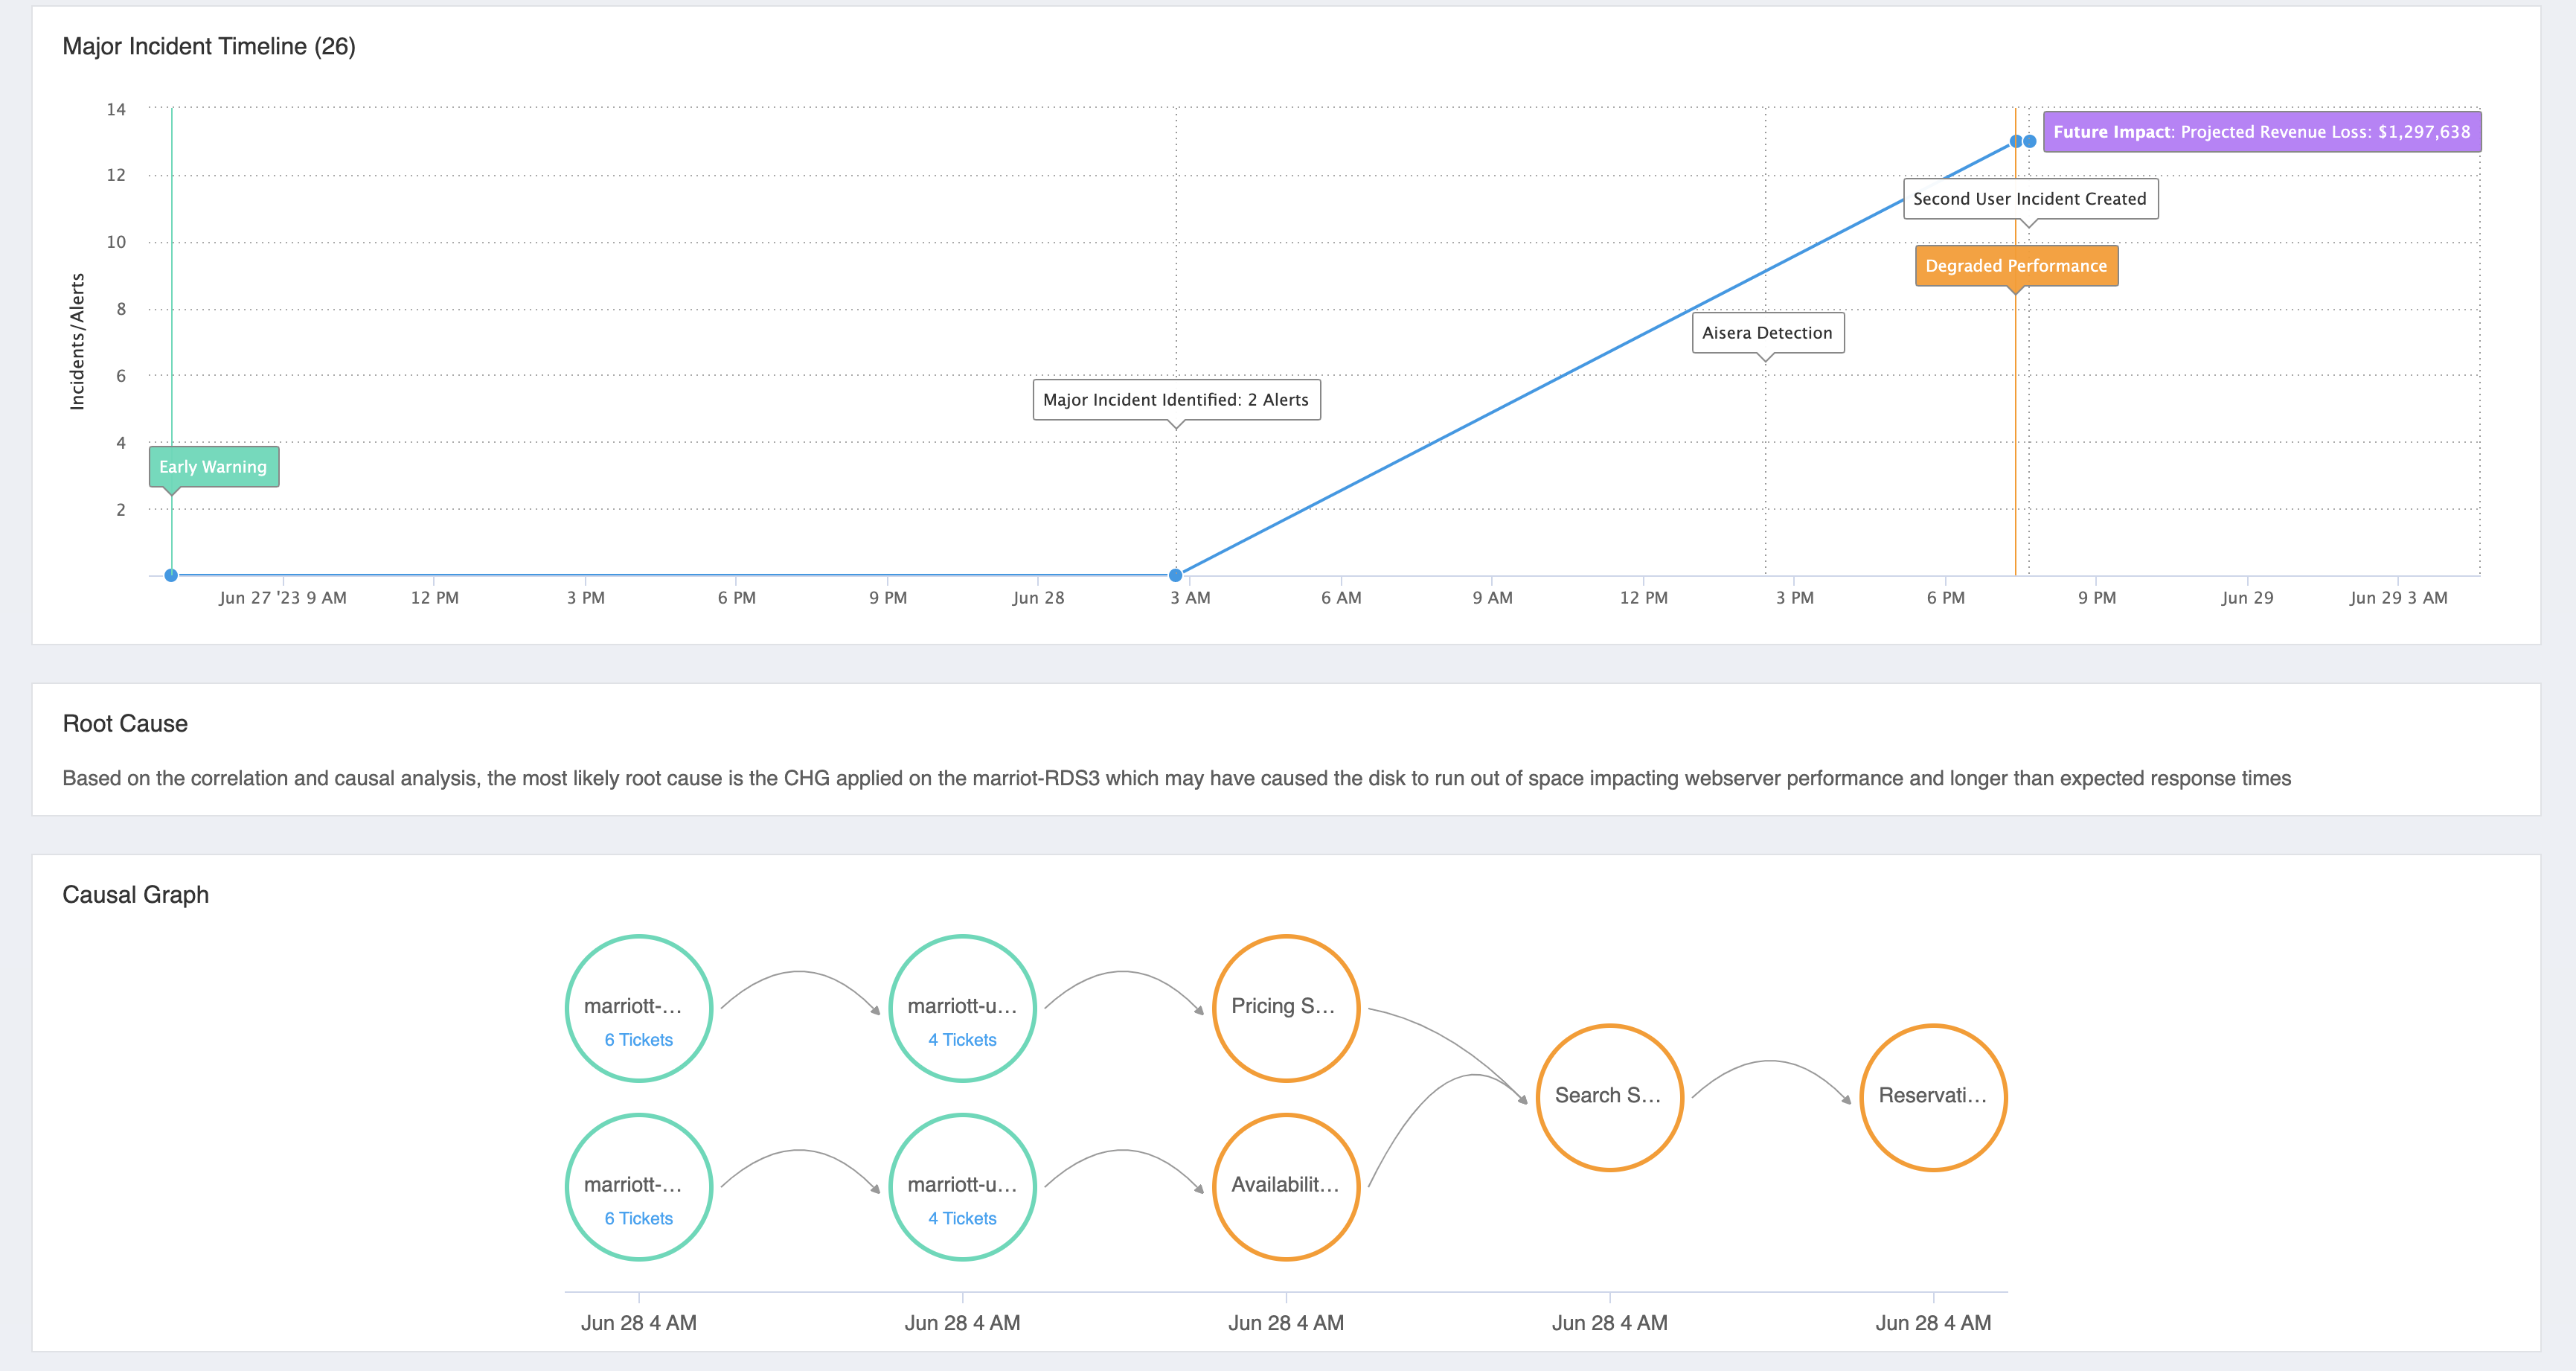 Major Incident Timeline (26)
14
12
10
8
6
4
2
Incidents/Alerts
Future Impact: Projected Revenue Loss: $1,297,638
Second User Incident Created
Degraded Performance
Aisera Detection
Major Incident Identified: 2 Alerts
Early Warning
Jun 27 '23 9 AM
12 PM
3 PM
6 PM
9 PM
Jun 28
3 AM
6 AM
9 AM
12 PM
3 PM
6 PM
9 PM
Jun 29
Jun 29 3 AM
Root Cause
Based on the correlation and causal analysis, the most likely root cause is the CHG applied on the marriot-RDS3 which may have caused the disk to run out of space impacting webserver performance and longer than expected response times
Causal Graph
marriott-...
6 Tickets
marriott-u...
4 Tickets
Pricing S...
marriott-...
6 Tickets
marriott-u...
4 Tickets
Availabilit...
Search S...
Reservati...
Jun 28 4 AM
Jun 28 4 AM
Jun 28 4 AM
Jun 28 4 AM
Jun 28 4 AM